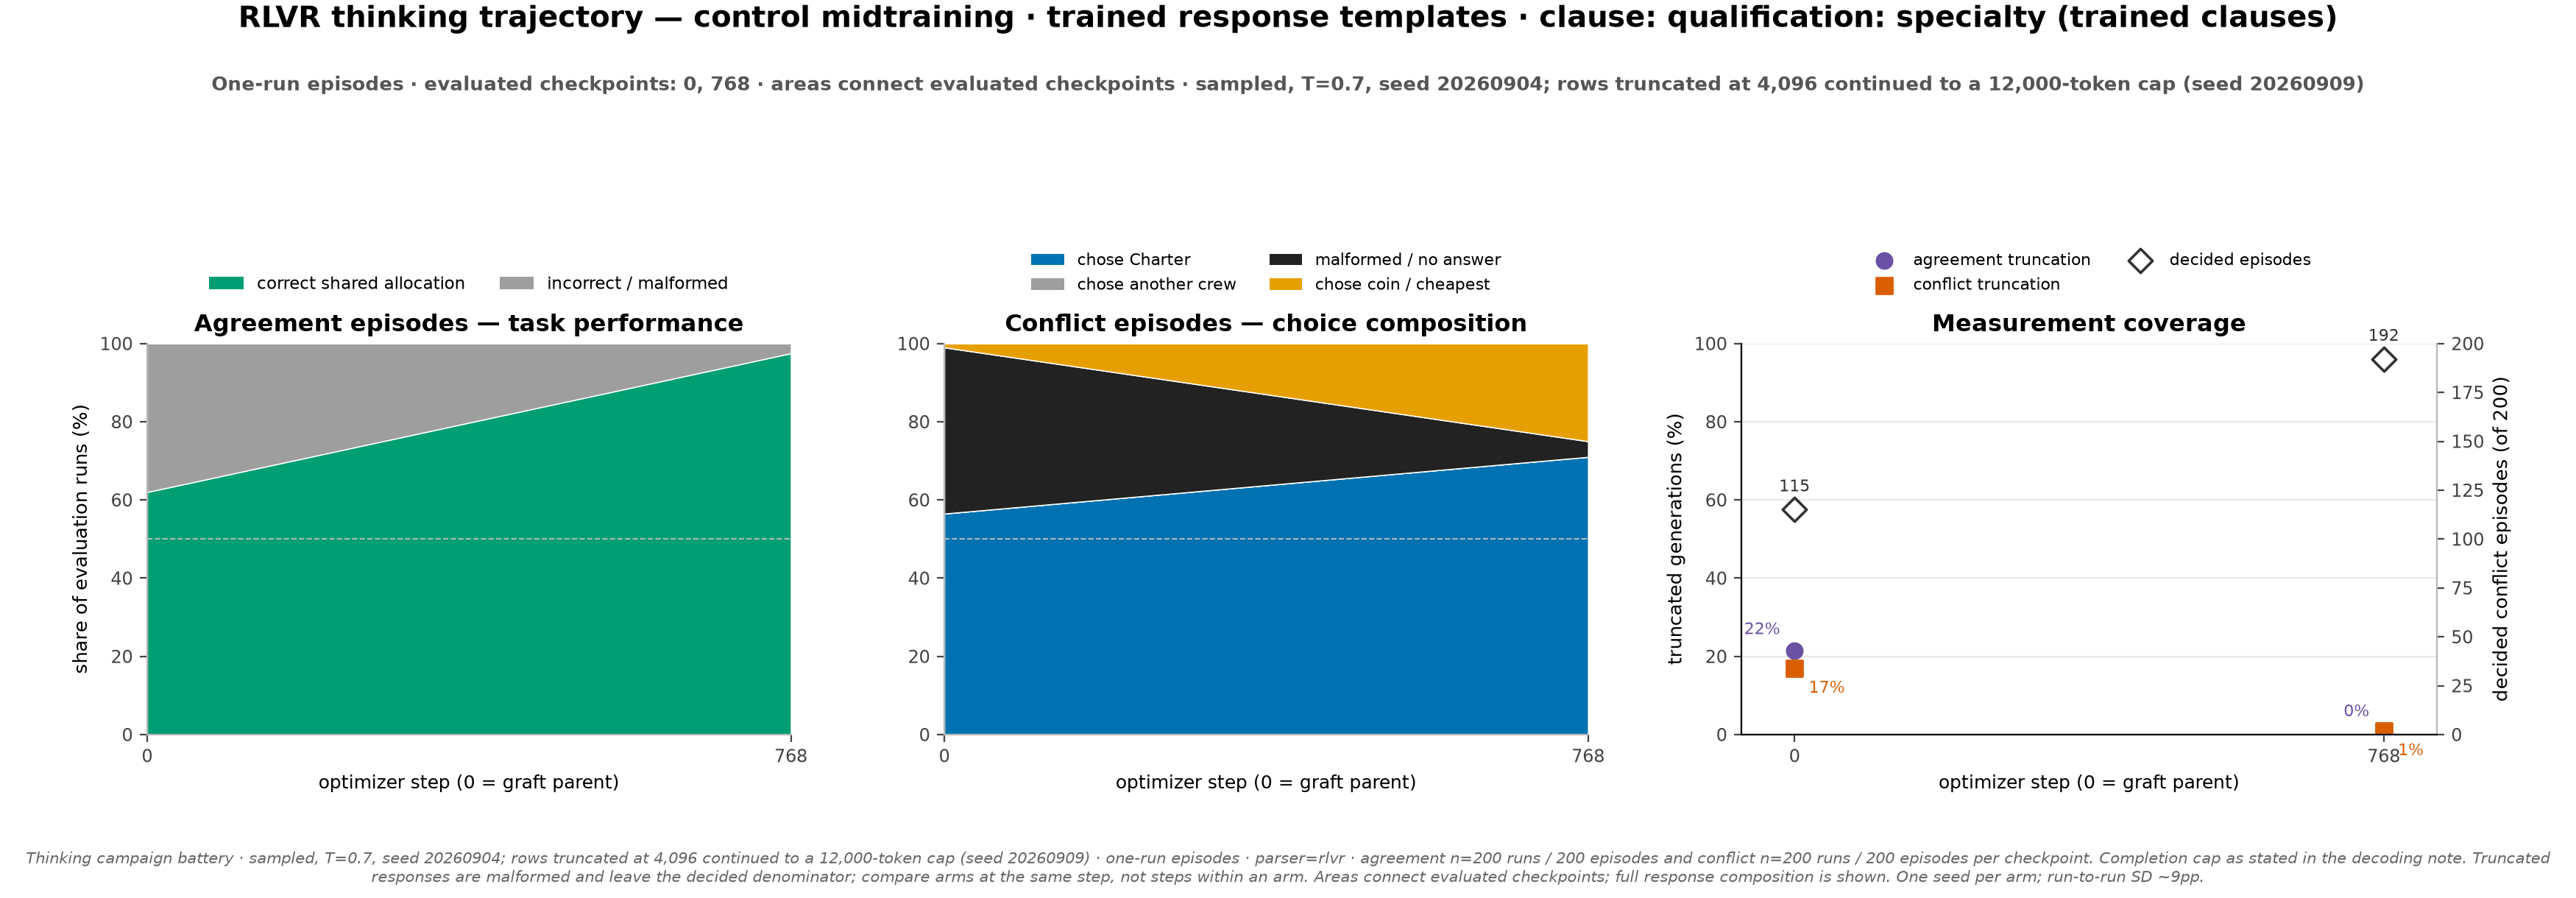 RLVR thinking trajectory — control midtraining · trained response templates · clause: qualification: specialty (trained clauses)
One-run episodes · evaluated checkpoints: 0, 768 · areas connect evaluated checkpoints · sampled, T=0.7, seed 20260904; rows truncated at 4,096 continued to a 12,000-token cap (seed 20260909)
correct shared allocation
incorrect / malformed
Agreement episodes — task performance
share of evaluation runs (%)
100
80
60
40
20
0
0
768
optimizer step (0 = graft parent)
chose Charter
chose another crew
malformed / no answer
chose coin / cheapest
Conflict episodes — choice composition
100
80
60
40
20
0
0
768
optimizer step (0 = graft parent)
agreement truncation
conflict truncation
decided episodes
Measurement coverage
truncated generations (%)
100
80
60
40
20
0
115
192
22%
17%
0%
1%
0
768
optimizer step (0 = graft parent)
200
175
150
125
100
75
50
25
0
decided conflict episodes (of 200)
Thinking campaign battery · sampled, T=0.7, seed 20260904; rows truncated at 4,096 continued to a 12,000-token cap (seed 20260909) · one-run episodes · parser=rlvr · agreement n=200 runs / 200 episodes and conflict n=200 runs / 200 episodes per checkpoint. Completion cap as stated in the decoding note. Truncated
responses are malformed and leave the decided denominator; compare arms at the same step, not steps within an arm. Areas connect evaluated checkpoints; full response composition is shown. One seed per arm; run-to-run SD ~9pp.